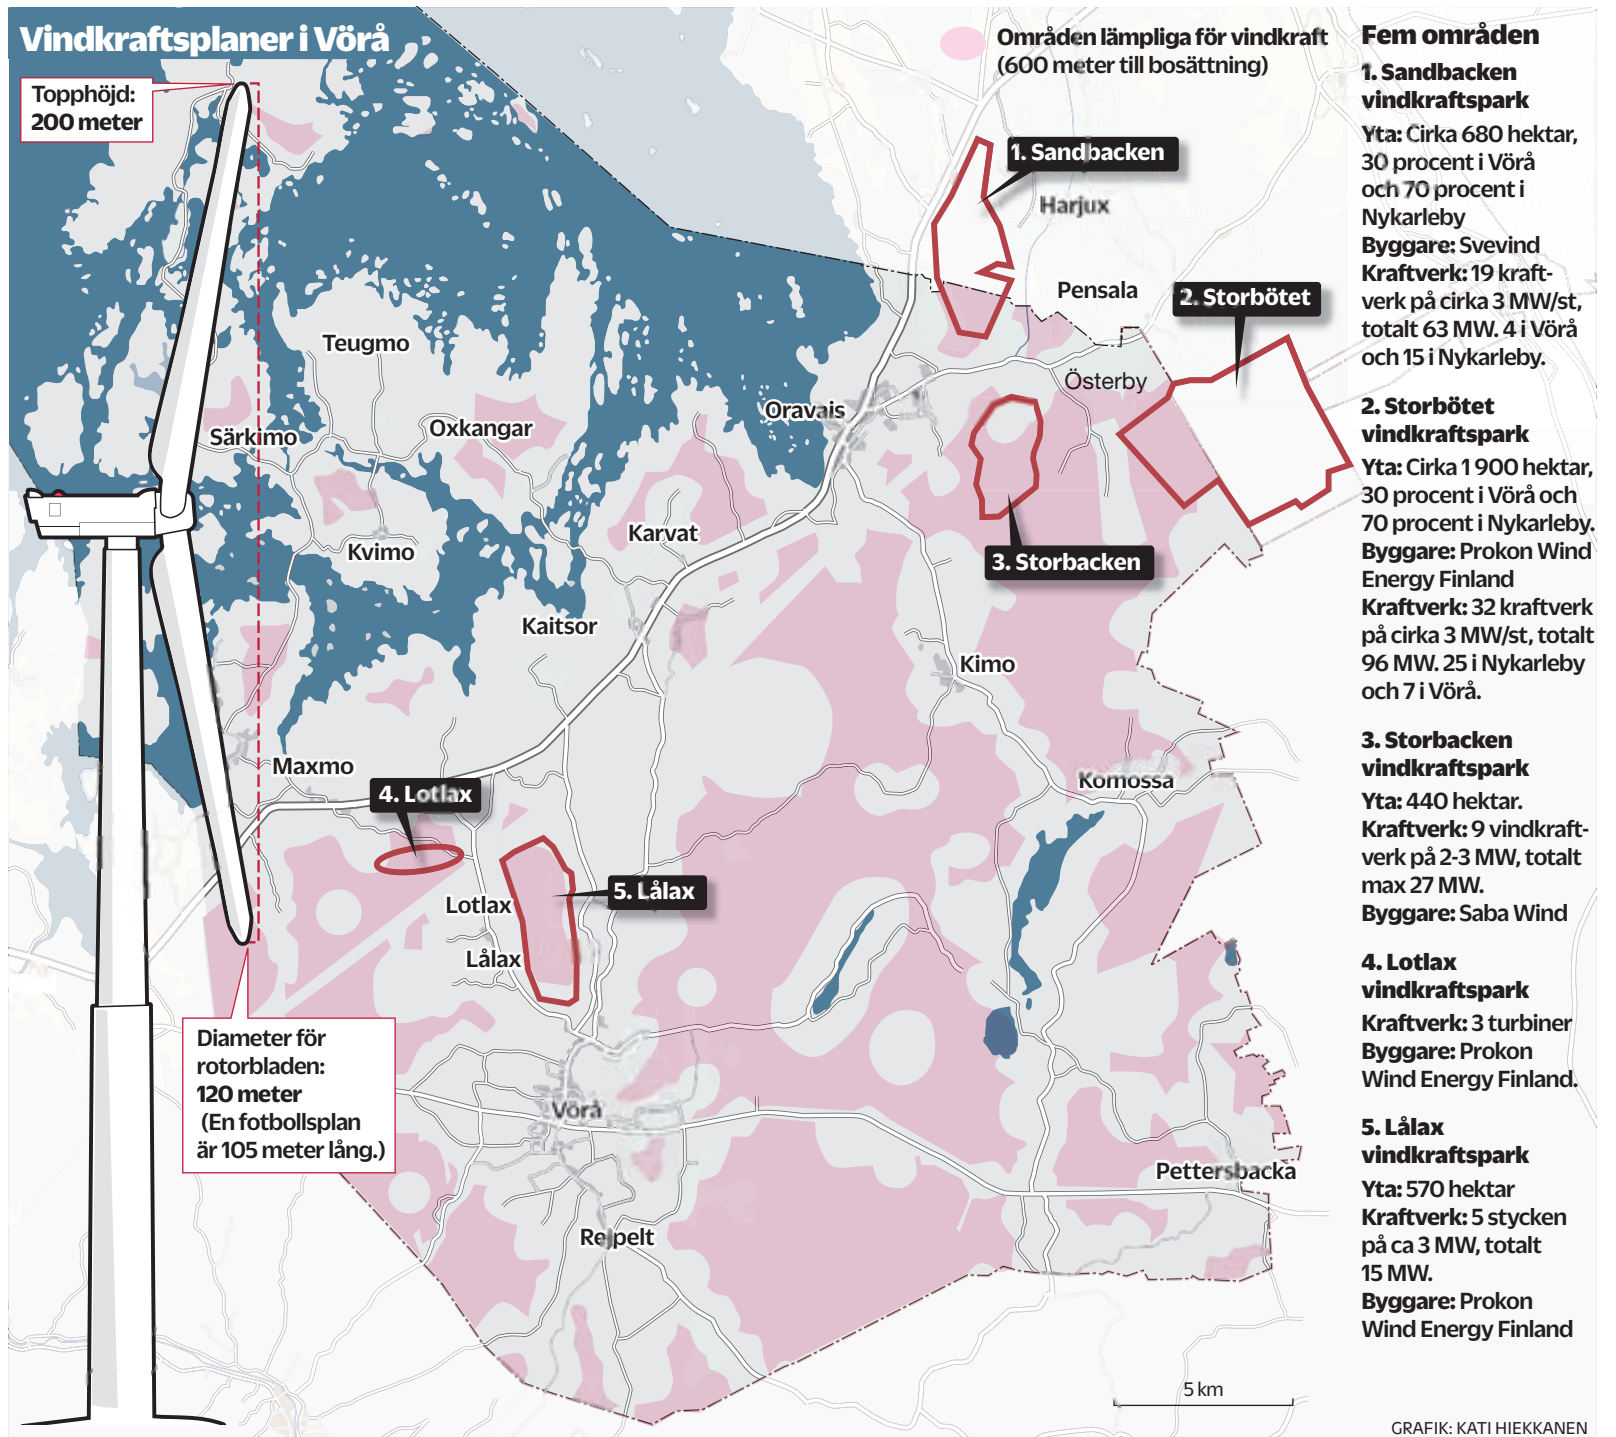 Vindkraftsplaner i Vörå
Topphöjd:
200 meter
Områden lämpliga för vindkraft
(600 meter till bosättning)
1. Sandbacken
Harjux
Pensala
2. Storbötet
Teugmo
Österby
Oravais
Oxkangar
Särkimo
Karvat
Kvimo
3. Storbacken
Kaitsor
Kimo
Maxmo
Komossa
4. Lotlax
5. Lålax
Lotlax
Lålax
Diameter för
rotorbladen:
120 meter
(En fotbollsplan
är 105 meter lång.)
Vörå
Pettersbacka
Rejpelt
5 km
Fem områden
1. Sandbacken
vindkraftspark
Yta: Cirka 680 hektar,
30 procent i Vörå
och 70 procent i
Nykarleby
Byggare: Svevind
Kraftverk: 19 kraft-
verk på cirka 3 MW/st,
totalt 63 MW. 4 i Vörå
och 15 i Nykarleby.
2. Storbötet
vindkraftspark
Yta: Cirka 1 900 hektar,
30 procent i Vörå och
70 procent i Nykarleby.
Byggare: Prokon Wind
Energy Finland
Kraftverk: 32 kraftverk
på cirka 3 MW/st, totalt
96 MW. 25 i Nykarleby
och 7 i Vörå.
3. Storbacken
vindkraftspark
Yta: 440 hektar.
Kraftverk: 9 vindkraft-
verk på 2-3 MW, totalt
max 27 MW.
Byggare: Saba Wind
4. Lotlax
vindkraftspark
Kraftverk: 3 turbiner
Byggare: Prokon
Wind Energy Finland.
5. Lålax
vindkraftspark
Yta: 570 hektar
Kraftverk: 5 stycken
på ca 3 MW, totalt
15 MW.
Byggare: Prokon
Wind Energy Finland
GRAFIK: KATI HIEKKANEN